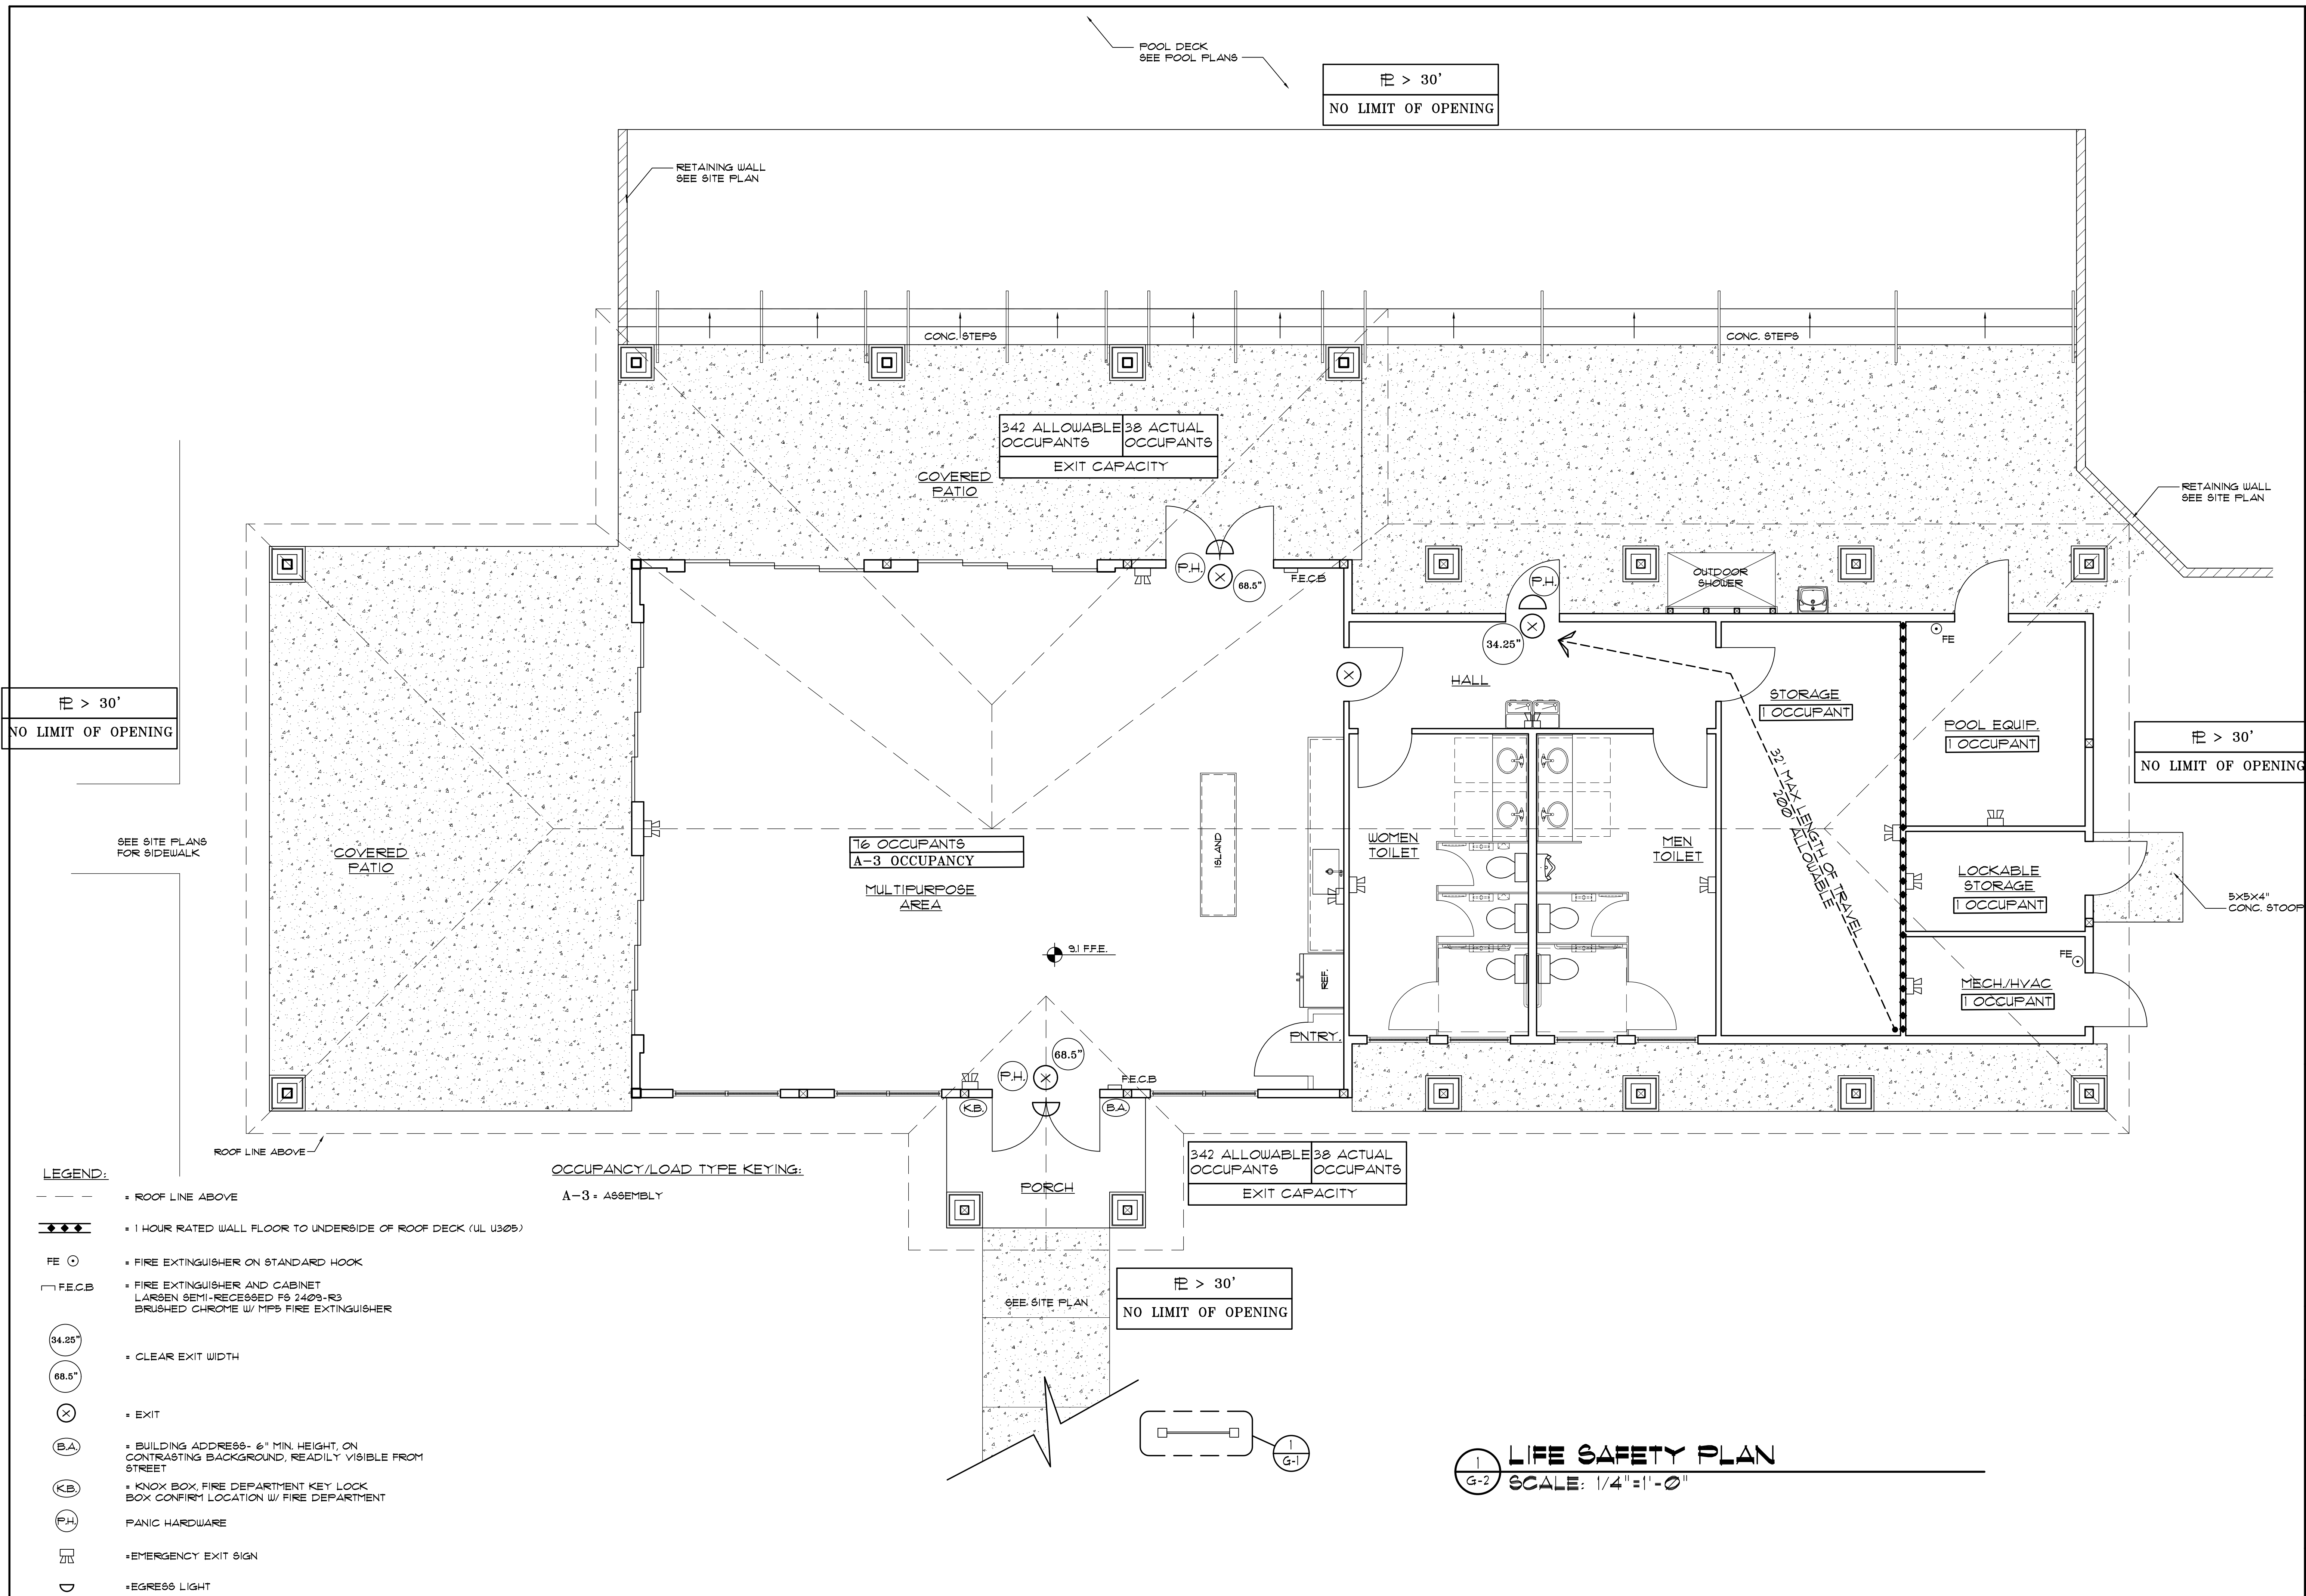 POOL DECK
SEE POOL PLANS
PL > 30'
NO LIMIT OF OPENING
RETAINING WALL
SEE SITE PLAN
CONC. STEPS
CONC. STEPS
342 ALLOWABLE
OCCUPANTS
38 ACTUAL
OCCUPANTS
EXIT CAPACITY
COVERED
PATIO
RETAINING WALL
SEE SITE PLAN
P.H.
68.5"
F.E.C.B
P.H.
OUTDOOR
SHOWER
34.25"
FE
HALL
STORAGE
1 OCCUPANT
POOL EQUIP.
1 OCCUPANT
PL > 30'
NO LIMIT OF OPENING
PL > 30'
NO LIMIT OF OPENING
32' MAX LENGTH OF TRAVEL
200' ALLOWABLE
SEE SITE PLANS
FOR SIDEWALK
COVERED
PATIO
76 OCCUPANTS
A-3 OCCUPANCY
MULTIPURPOSE
AREA
ISLAND
WOMEN
TOILET
MEN
TOILET
LOCKABLE
STORAGE
1 OCCUPANT
5X5X4"
CONC. STOOP
9.1 F.F.E.
REF.
FE
MECH./HVAC
1 OCCUPANT
PNTRY.
P.H.
68.5"
F.E.C.B
K.B.
B.A.
ROOF LINE ABOVE
342 ALLOWABLE
OCCUPANTS
38 ACTUAL
OCCUPANTS
EXIT CAPACITY
PORCH
SEE SITE PLAN
PL > 30'
NO LIMIT OF OPENING
LEGEND:
= ROOF LINE ABOVE
= 1 HOUR RATED WALL FLOOR TO UNDERSIDE OF ROOF DECK (UL U305)
FE = FIRE EXTINGUISHER ON STANDARD HOOK
F.E.C.B = FIRE EXTINGUISHER AND CABINET
LARSEN SEMI-RECESSED FS 2409-R3
BRUSHED CHROME W/ MP5 FIRE EXTINGUISHER
34.25"
= CLEAR EXIT WIDTH
68.5"
= EXIT
B.A. = BUILDING ADDRESS- 6" MIN. HEIGHT, ON
CONTRASTING BACKGROUND, READILY VISIBLE FROM
STREET
K.B. = KNOX BOX, FIRE DEPARTMENT KEY LOCK
BOX CONFIRM LOCATION W/ FIRE DEPARTMENT
P.H. PANIC HARDWARE
=EMERGENCY EXIT SIGN
=EGRESS LIGHT
OCCUPANCY/LOAD TYPE KEYING:
A-3 = ASSEMBLY
1
G-1
1
G-2
LIFE SAFETY PLAN
SCALE: 1/4"=1'-0"